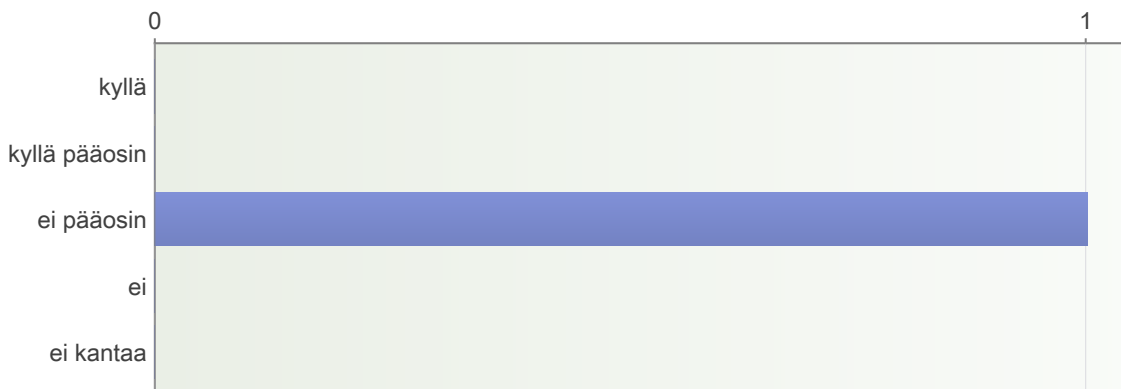 0 1
kyllä
kyllä pääosin
ei pääosin
ei
ei kantaa